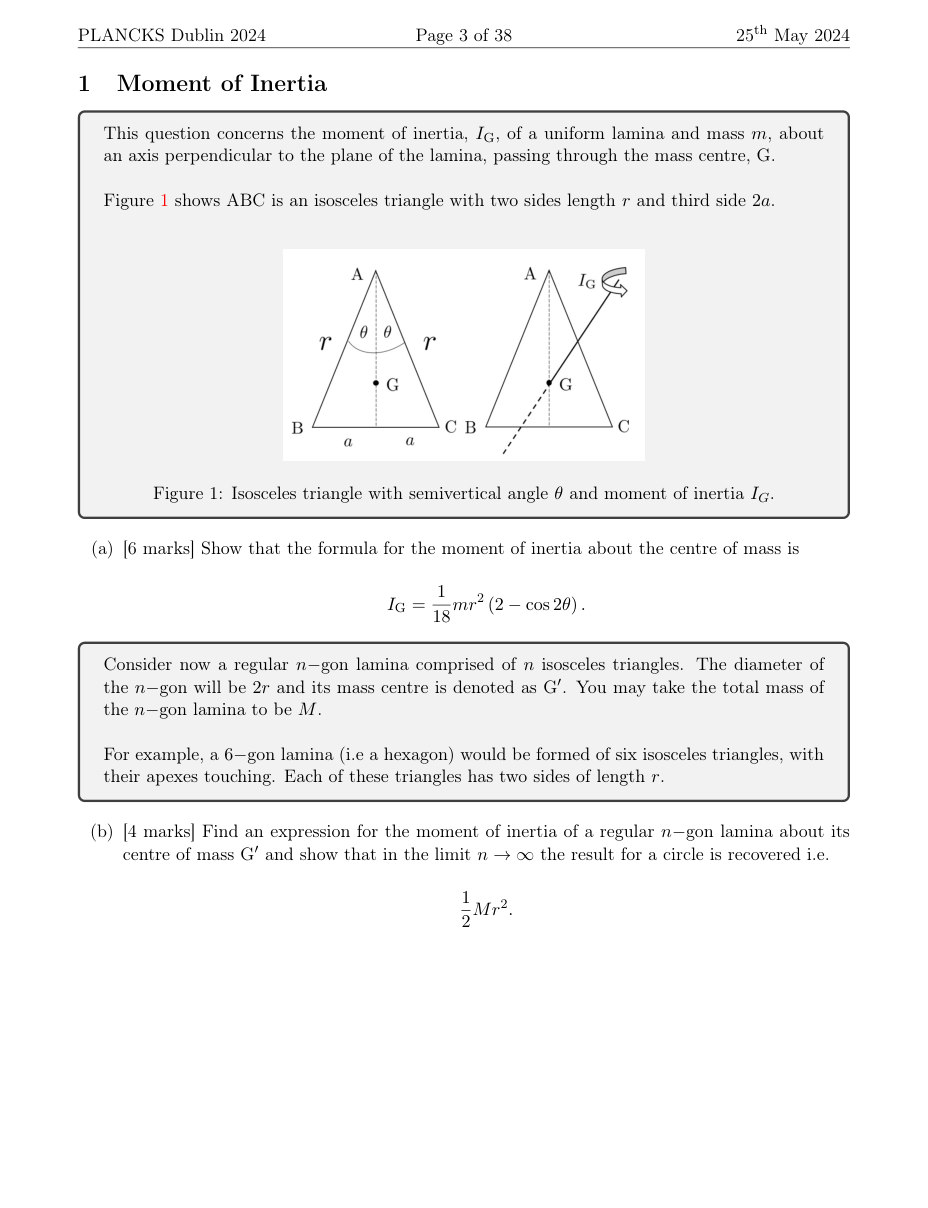 PLANCKS Dublin 2024 Page 3 of 38 25th May 2024
1 Moment of Inertia
This question concerns the moment of inertia, I_G, of a uniform lamina and mass m, about
an axis perpendicular to the plane of the lamina, passing through the mass centre, G.
Figure 1 shows ABC is an isosceles triangle with two sides length r and third side 2a.
A A I_G
θ θ
r r
G G
B C B C
a a
Figure 1: Isosceles triangle with semivertical angle θ and moment of inertia I_G.
(a) [6 marks] Show that the formula for the moment of inertia about the centre of mass is
I_G = 1/18 mr² (2 − cos 2θ) .
Consider now a regular n−gon lamina comprised of n isosceles triangles. The diameter of
the n−gon will be 2r and its mass centre is denoted as G′. You may take the total mass of
the n−gon lamina to be M.
For example, a 6−gon lamina (i.e a hexagon) would be formed of six isosceles triangles, with
their apexes touching. Each of these triangles has two sides of length r.
(b) [4 marks] Find an expression for the moment of inertia of a regular n−gon lamina about its
centre of mass G′ and show that in the limit n → ∞ the result for a circle is recovered i.e.
1/2 Mr².